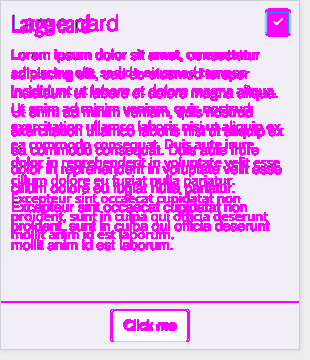 Large card
Lorem ipsum dolor sit amet, consectetur
adipiscing elit, sed do eiusmod tempor
incididunt ut labore et dolore magna aliqua.
Ut enim ad minim veniam, quis nostrud
exercitation ullamco laboris nisi ut aliquip ex
ea commodo consequat. Duis aute irure
dolor in reprehenderit in voluptate velit esse
cillum dolore eu fugiat nulla pariatur.
Excepteur sint occaecat cupidatat non
proident, sunt in culpa qui officia deserunt
mollit anim id est laborum.
Click me